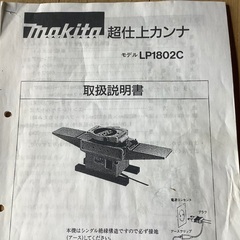 makita 超仕上カンナ
モデル LP1802C
取扱説明書
本機はシングル絶縁構造ですので必ず接地
(アースして)ください。